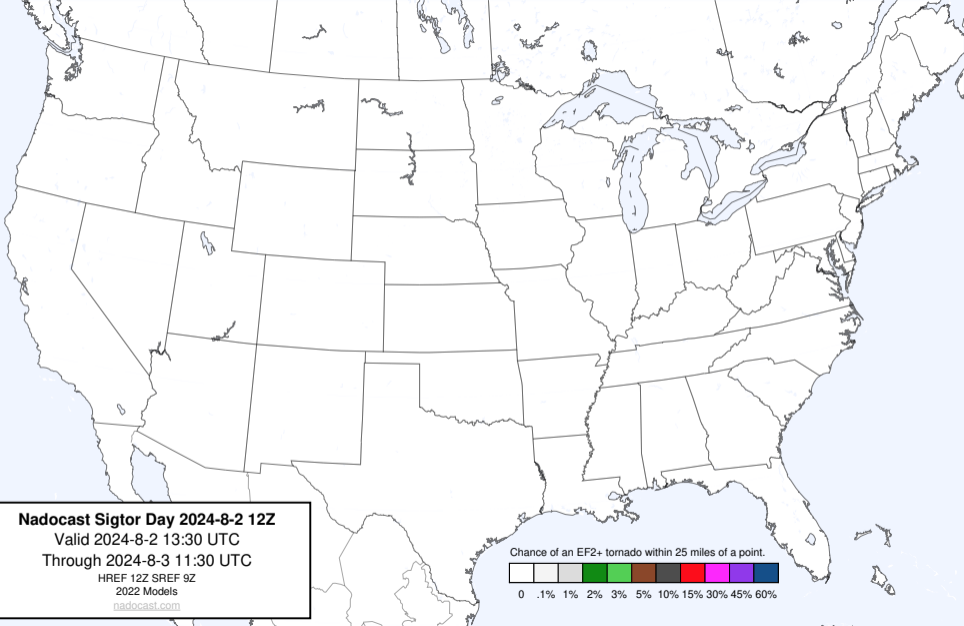 Nadocast Sigtor Day 2024-8-2 12Z
Valid 2024-8-2 13:30 UTC
Through 2024-8-3 11:30 UTC
HREF 12Z SREF 9Z
2022 Models
nadocast.com
Chance of an EF2+ tornado within 25 miles of a point.
0 .1% 1% 2% 3% 5% 10% 15% 30% 45% 60%